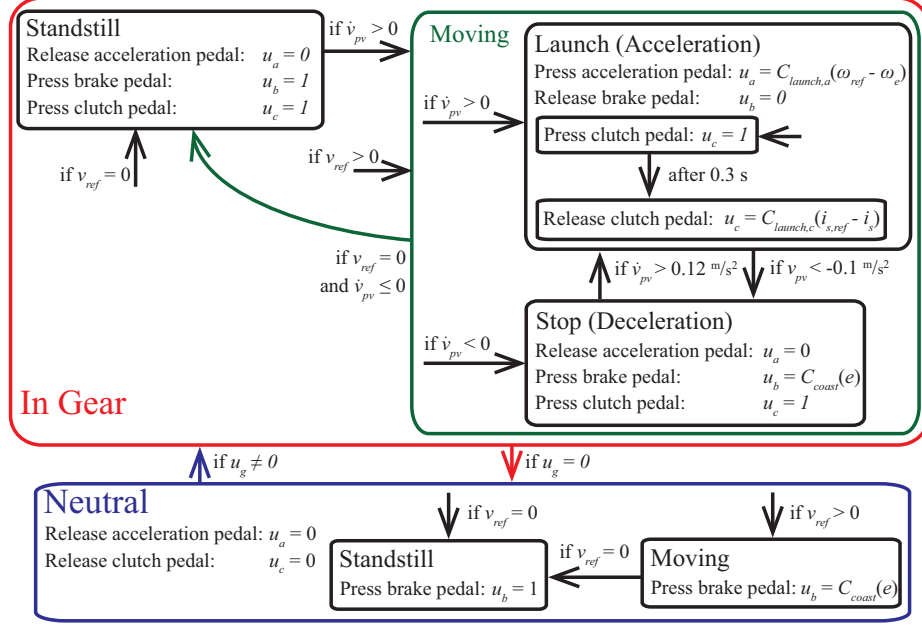 Standstill
Release acceleration pedal: u_a = 0
Press brake pedal: u_b = 1
Press clutch pedal: u_c = 1
if v̇_pv > 0
if v_ref = 0
if v_ref > 0
if v_ref = 0
and v̇_pv ≤ 0
Moving
if v̇_pv > 0
Launch (Acceleration)
Press acceleration pedal: u_a = C_launch,a(ω_ref - ω_e)
Release brake pedal: u_b = 0
Press clutch pedal: u_c = 1
after 0.3 s
Release clutch pedal: u_c = C_launch,c(i_s,ref - i_s)
if v̇_pv > 0.12 m/s²
if v_pv < -0.1 m/s²
if v̇_pv < 0
Stop (Deceleration)
Release acceleration pedal: u_a = 0
Press brake pedal: u_b = C_coast(e)
Press clutch pedal: u_c = 1
In Gear
if u_g ≠ 0
if u_g = 0
Neutral
Release acceleration pedal: u_a = 0
Release clutch pedal: u_c = 0
if v_ref = 0
Standstill
Press brake pedal: u_b = 1
if v_ref = 0
if v_ref > 0
Moving
Press brake pedal: u_b = C_coast(e)